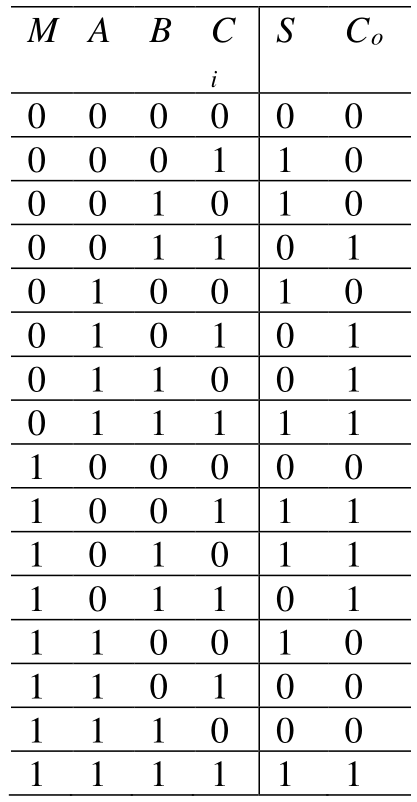 M A B C S Co
i
0 0 0 0 0 0
0 0 0 1 1 0
0 0 1 0 1 0
0 0 1 1 0 1
0 1 0 0 1 0
0 1 0 1 0 1
0 1 1 0 0 1
0 1 1 1 1 1
1 0 0 0 0 0
1 0 0 1 1 1
1 0 1 0 1 1
1 0 1 1 0 1
1 1 0 0 1 0
1 1 0 1 0 0
1 1 1 0 0 0
1 1 1 1 1 1